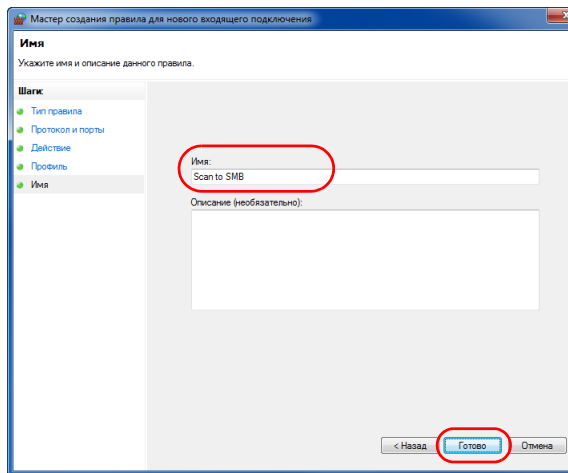 Мастер создания правила для нового входящего подключения
Имя
Укажите имя и описание данного правила.
Шаги:
Тип правила
Протокол и порты
Действие
Профиль
Имя
Имя:
Scan to SMB
Описание (необязательно):
< Назад
Готово
Отмена